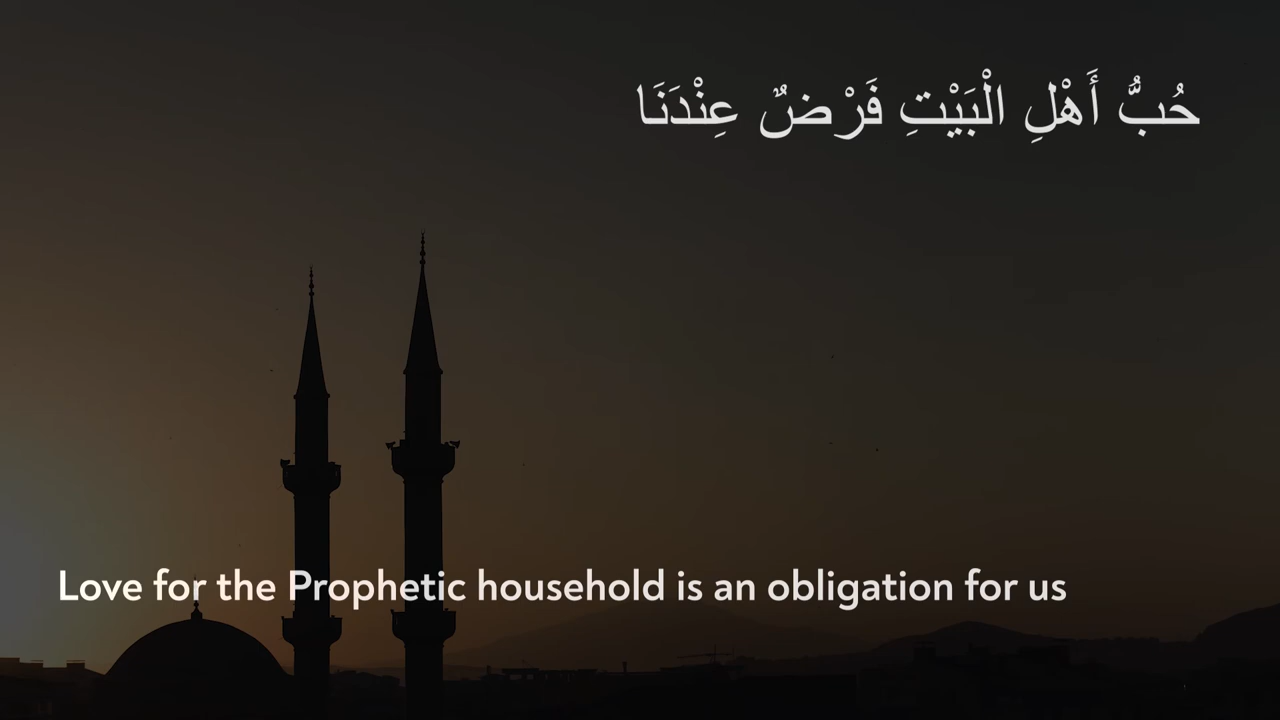 حُبُّ أَهْلِ الْبَيْتِ فَرْضٌ عِنْدَنَا
Love for the Prophetic household is an obligation for us